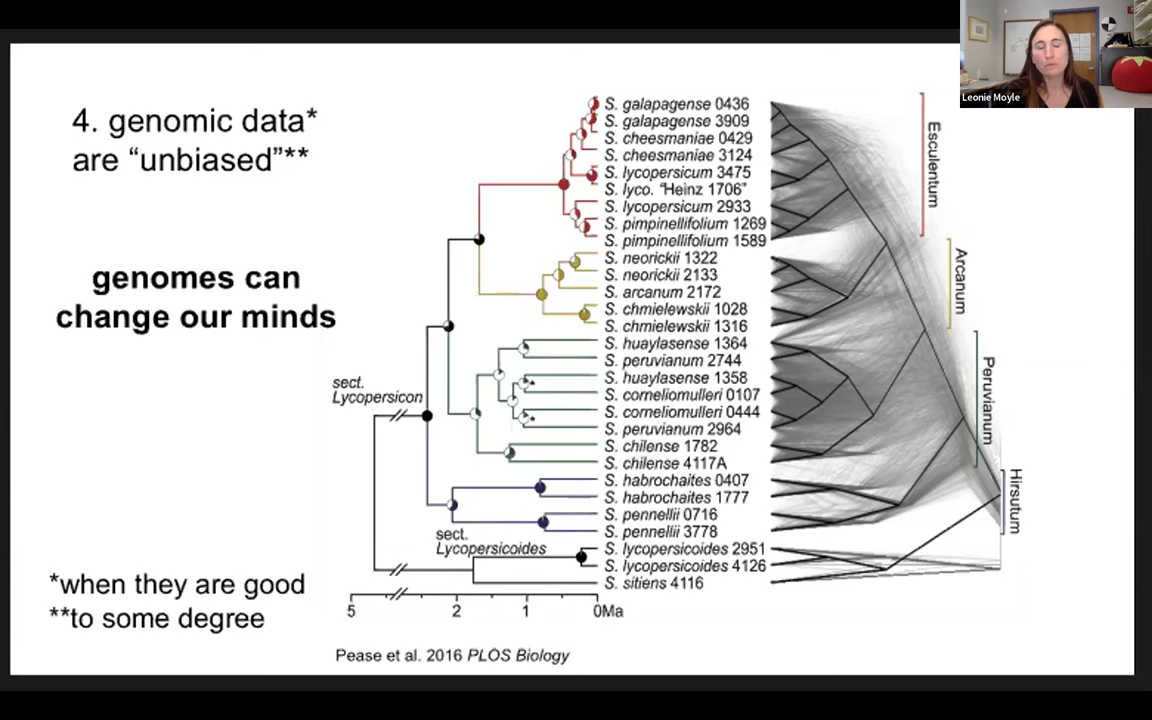 Leonie Moyle
4. genomic data*
are “unbiased”**
genomes can
change our minds
*when they are good
**to some degree
sect.
Lycopersicon
sect.
Lycopersicoides
S. galapagense 0436
S. galapagense 3909
S. cheesmaniae 0429
S. cheesmaniae 3124
S. lycopersicum 3475
S. lyco. “Heinz 1706”
S. lycopersicum 2933
S. pimpinellifolium 1269
S. pimpinellifolium 1589
S. neorickii 1322
S. neorickii 2133
S. arcanum 2172
S. chmielewskii 1028
S. chmielewskii 1316
S. huaylasense 1364
S. peruvianum 2744
S. huaylasense 1358
S. corneliomulleri 0107
S. corneliomulleri 0444
S. peruvianum 2964
S. chilense 1782
S. chilense 4117A
S. habrochaites 0407
S. habrochaites 1777
S. pennellii 0716
S. pennellii 3778
S. lycopersicoides 2951
S. lycopersicoides 4126
S. sitiens 4116
*
*
Esculentum
Arcanum
Peruvianum
Hirsutum
5 2 1 0Ma
Pease et al. 2016 PLOS Biology